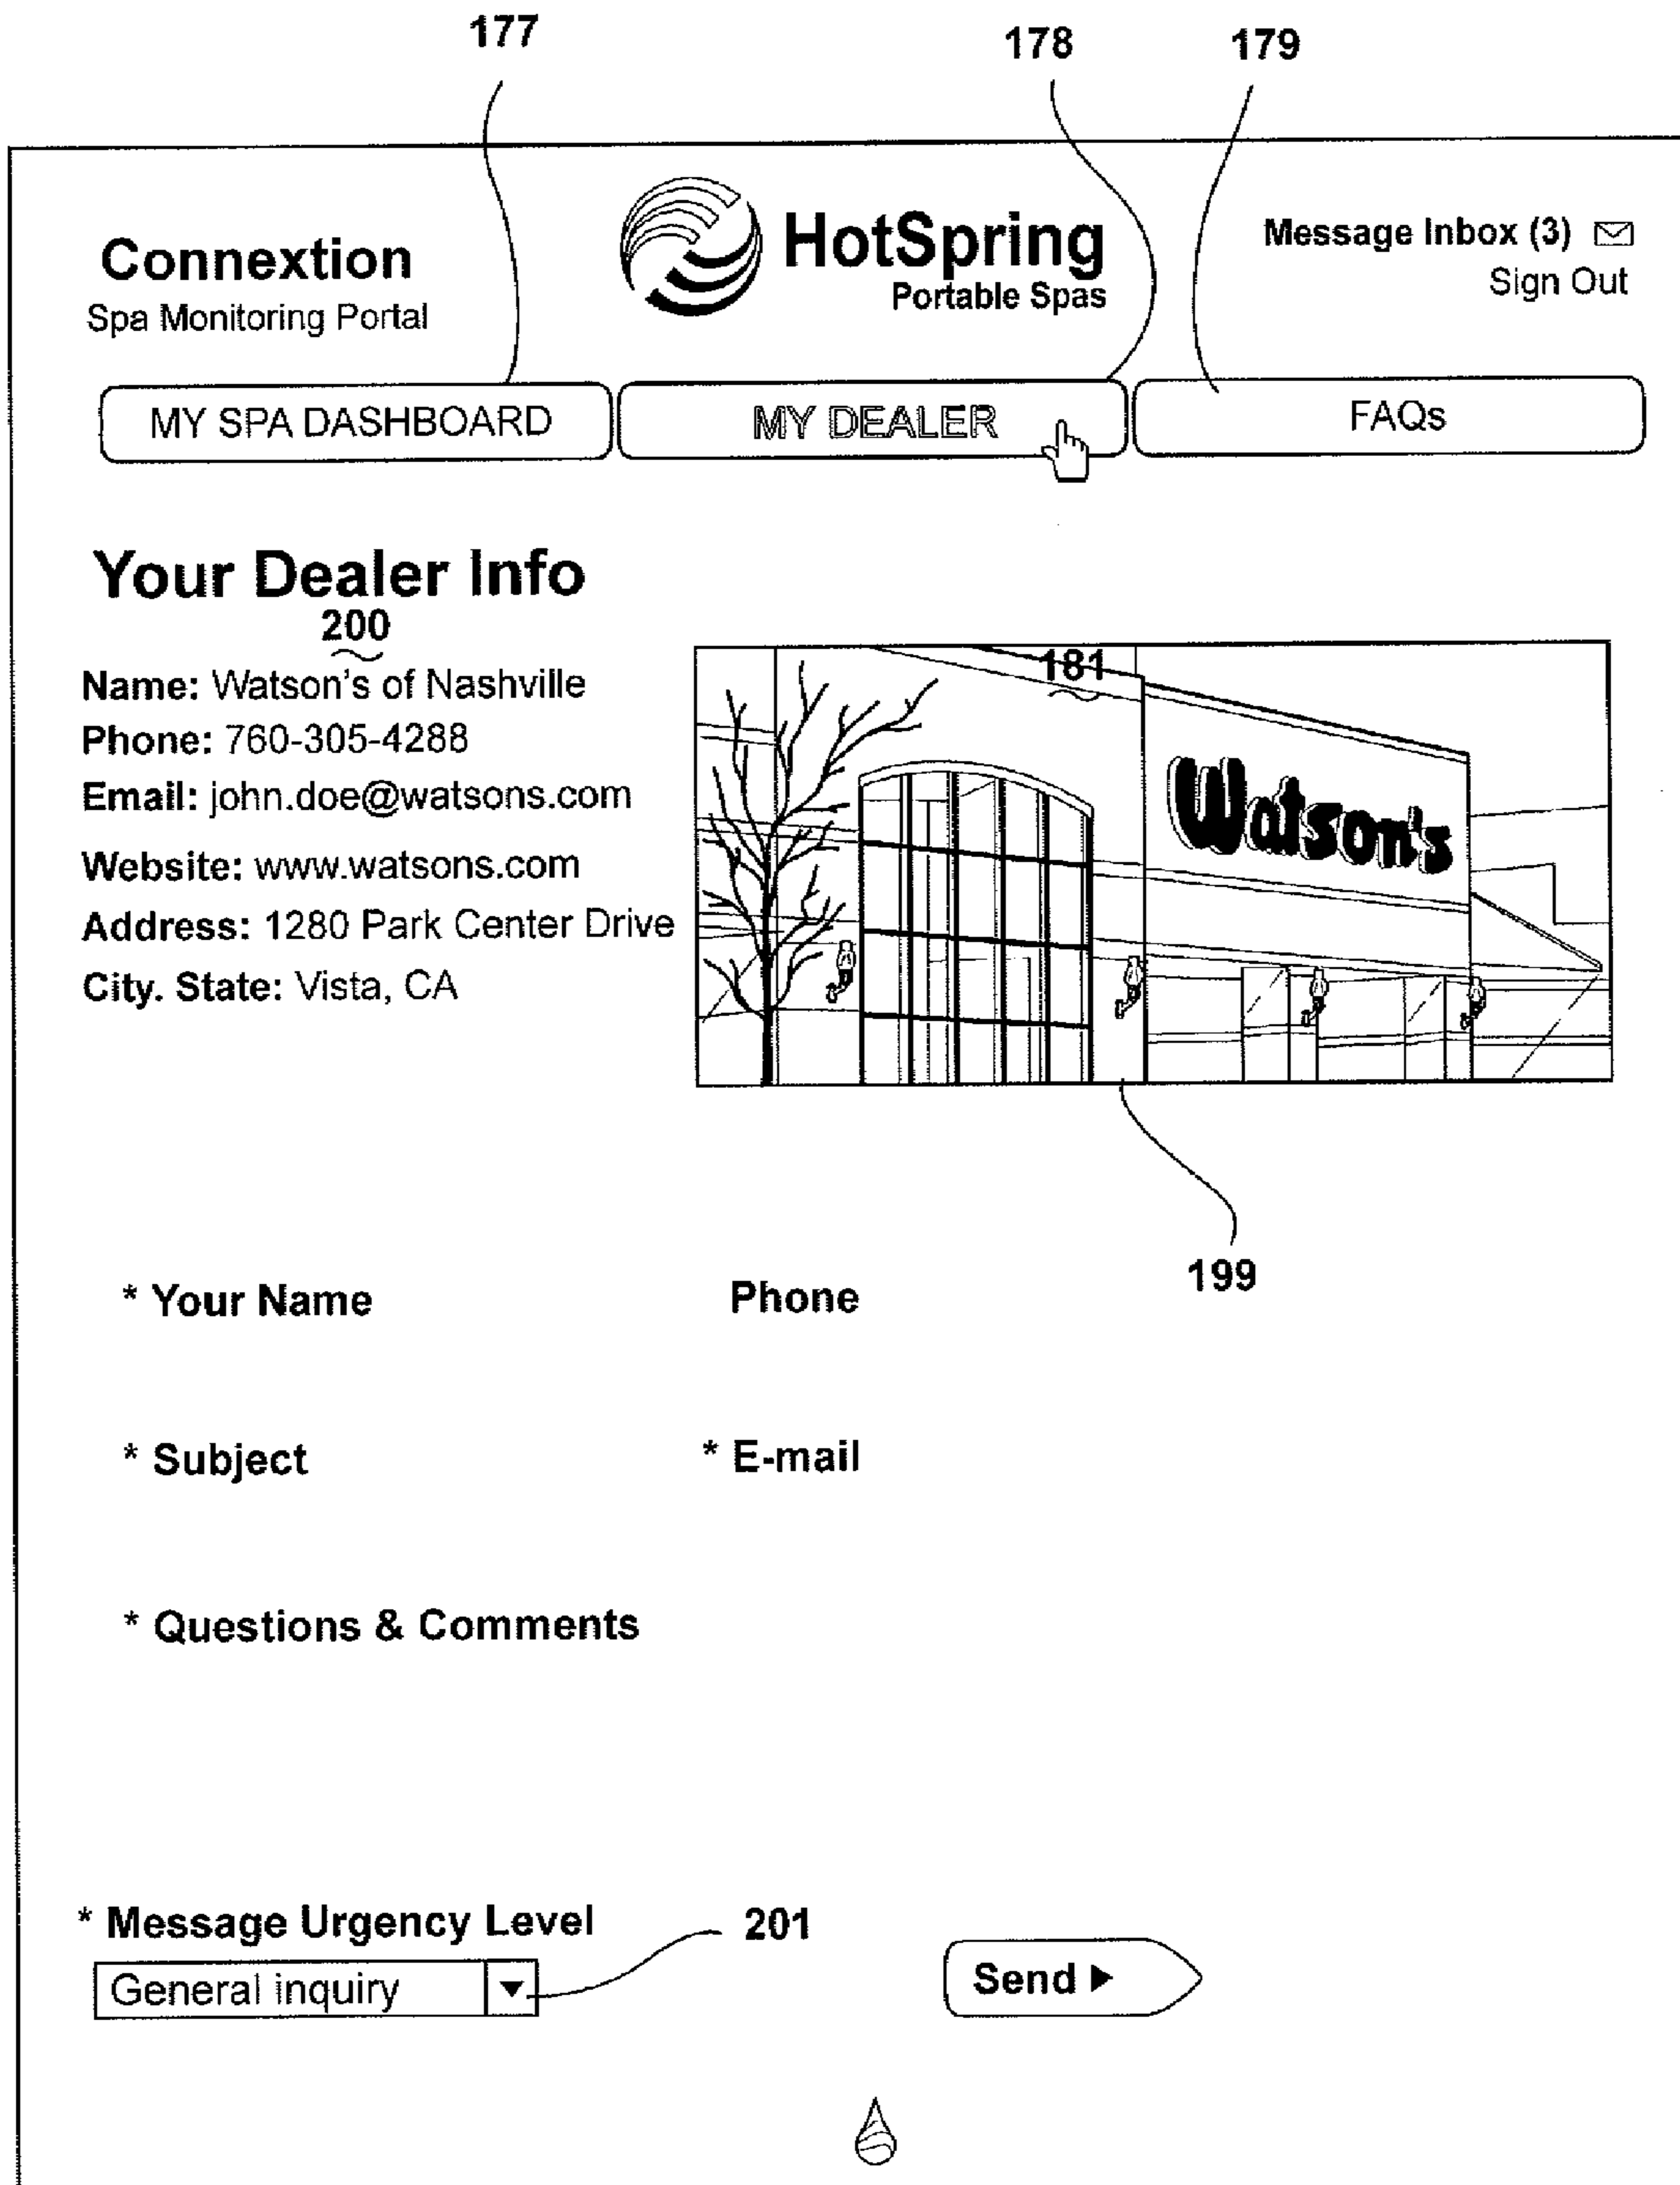 177
178
179
Connextion
Spa Monitoring Portal
HotSpring
Portable Spas
Message Inbox (3)
Sign Out
MY SPA DASHBOARD
MY DEALER
FAQs
Your Dealer Info
200
Name: Watson's of Nashville
Phone: 760-305-4288
Email: john.doe@watsons.com
Website: www.watsons.com
Address: 1280 Park Center Drive
City. State: Vista, CA
181
Watson's
199
* Your Name
Phone
* Subject
* E-mail
* Questions & Comments
* Message Urgency Level
201
General inquiry
Send